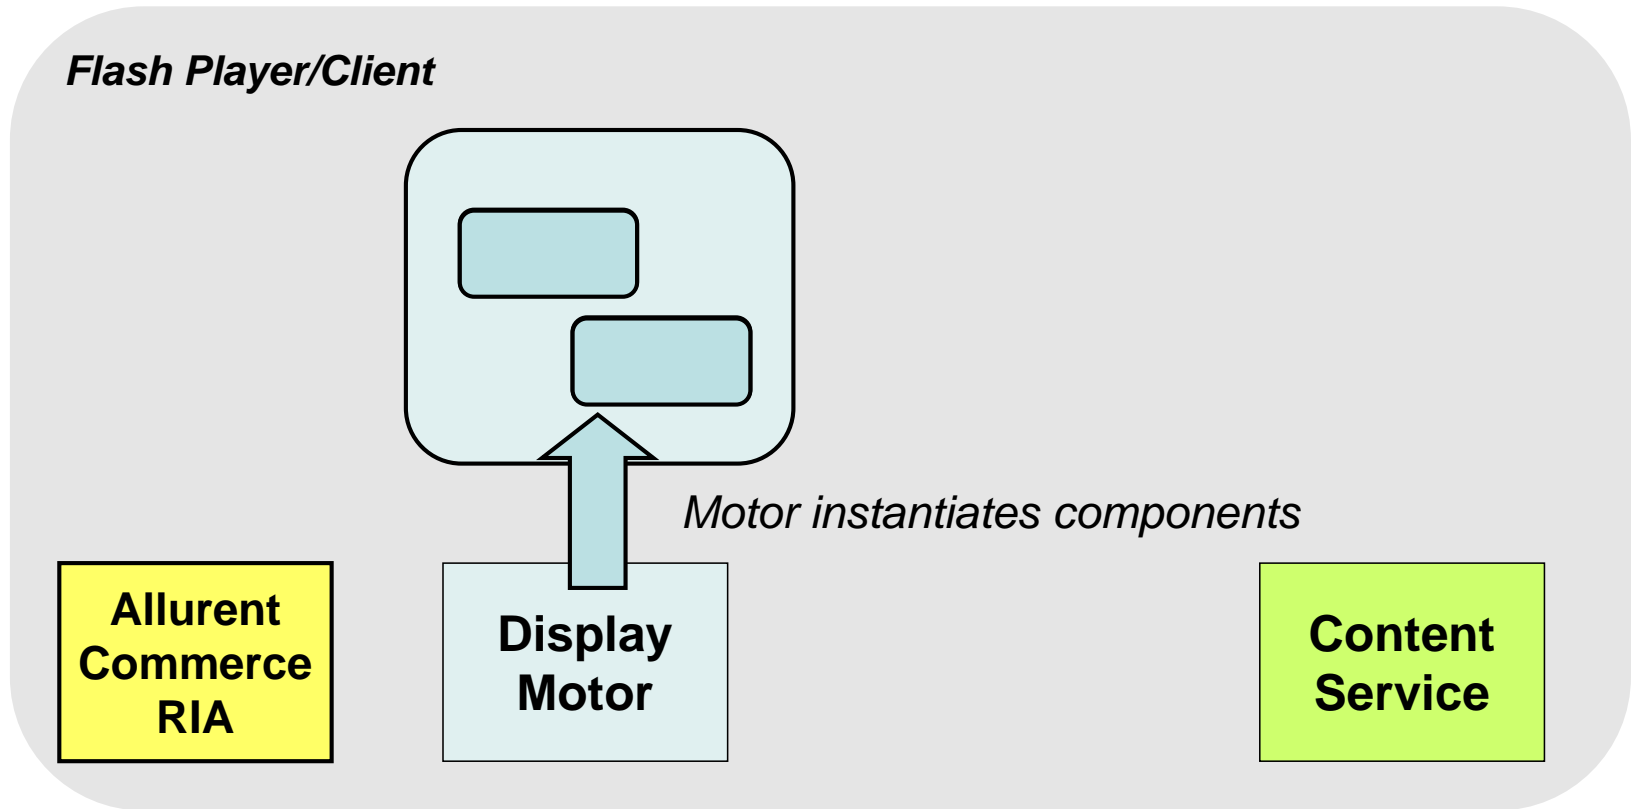 Flash Player/Client
Motor instantiates components
Allurent
Commerce
RIA
Display
Motor
Content
Service